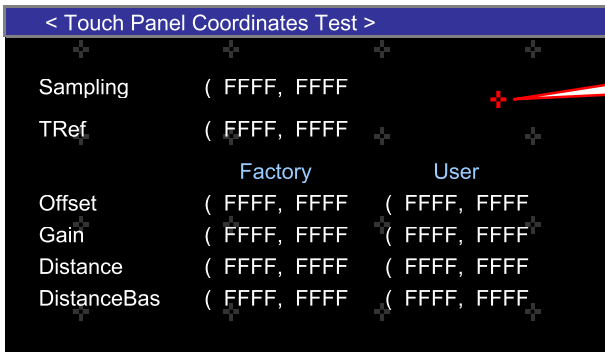 < Touch Panel Coordinates Test >
Sampling ( FFFF, FFFF
TRef ( FFFF, FFFF
Factory User
Offset ( FFFF, FFFF ( FFFF, FFFF
Gain ( FFFF, FFFF ( FFFF, FFFF
Distance ( FFFF, FFFF ( FFFF, FFFF
DistanceBas ( FFFF, FFFF ( FFFF, FFFF